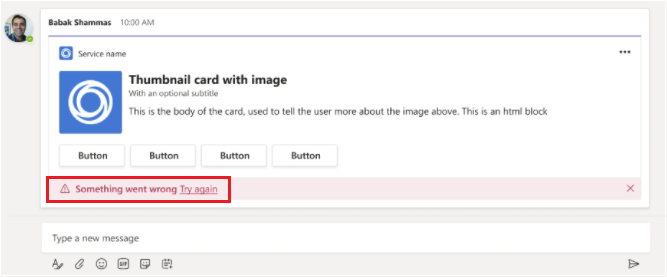 Babak Shammas 10:00 AM
Service name
Thumbnail card with image
With an optional subtitle
This is the body of the card, used to tell the user more about the image above. This is an html block
Button Button Button Button
Something went wrong Try again
Type a new message
GIF